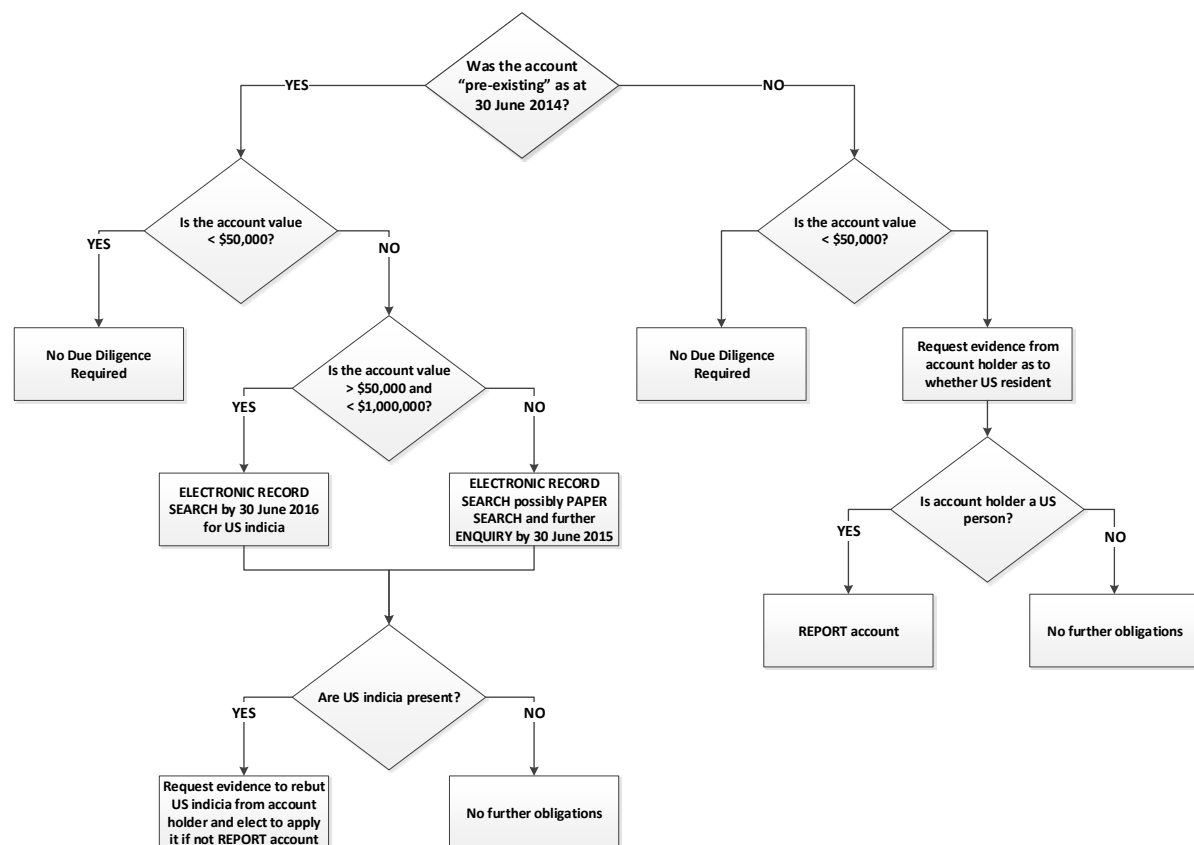 Was the account
“pre-existing” as at
30 June 2014?
YES
NO
Is the account value
< $50,000?
YES
NO
Is the account value
< $50,000?
No Due Diligence
Required
Is the account value
> $50,000 and
< $1,000,000?
YES
NO
No Due Diligence
Required
Request evidence from
account holder as to
whether US resident
ELECTRONIC RECORD
SEARCH by 30 June 2016
for US indicia
ELECTRONIC RECORD
SEARCH possibly PAPER
SEARCH and further
ENQUIRY by 30 June 2015
Is account holder a US
person?
YES
NO
REPORT account
No further obligations
Are US indicia present?
YES
NO
Request evidence to rebut
US indicia from account
holder and elect to apply
it if not REPORT account
No further obligations